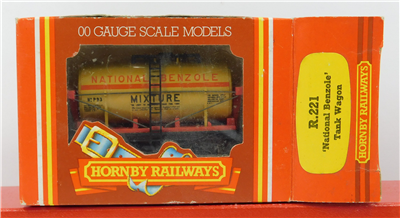 00 GAUGE SCALE MODELS
NATIONAL BENZOLE
MIXTURE
HORNBY RAILWAYS
R.221
'National Benzole'
Tank Wagon
HORNBY RAILWAYS